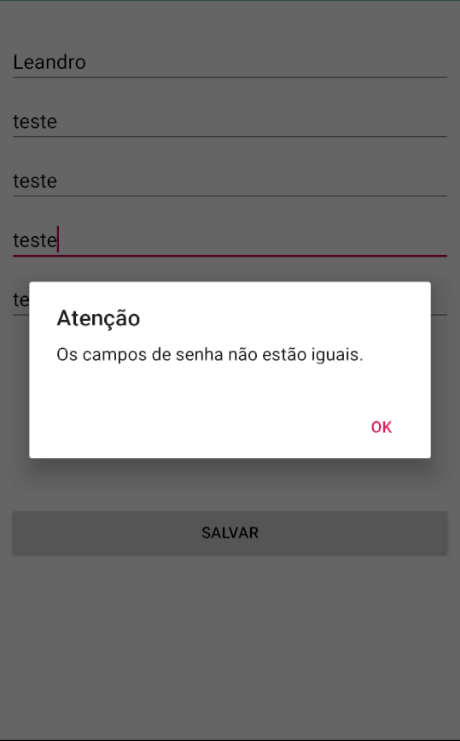 Leandro
teste
teste
teste
te
Atenção
Os campos de senha não estão iguais.
OK
SALVAR